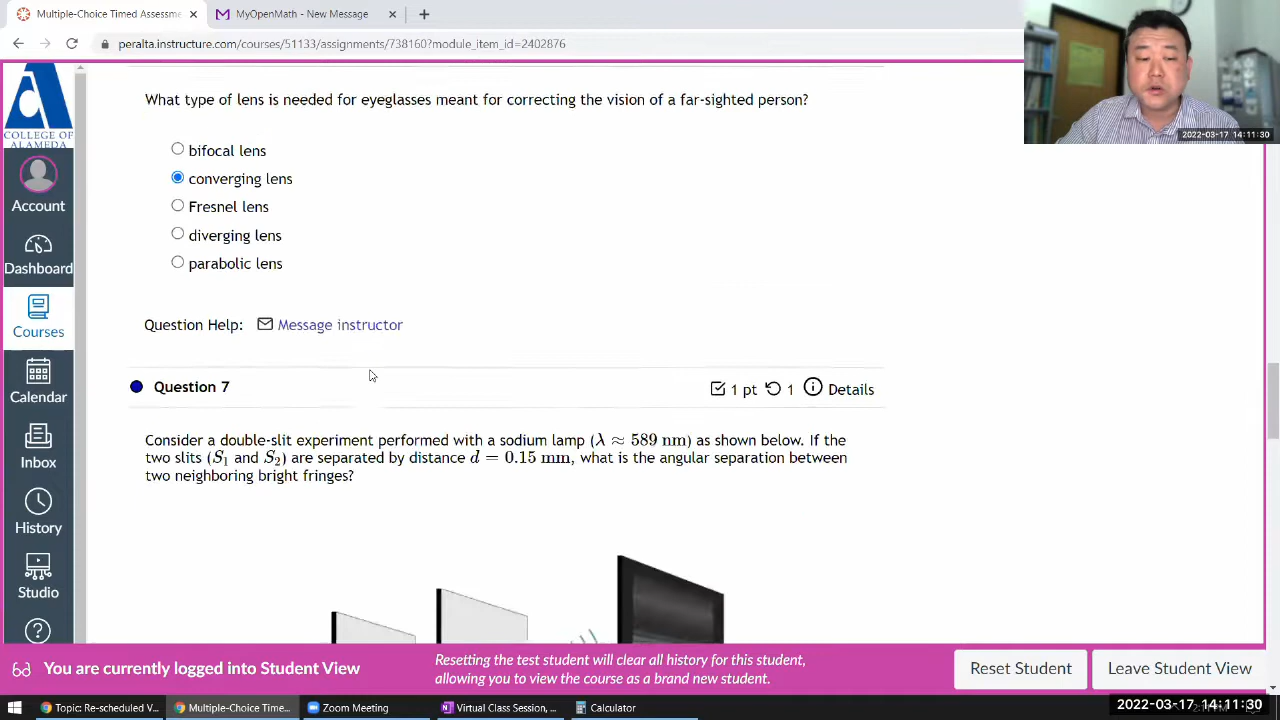 Multiple-Choice Timed Assessme
MyOpenMath - New Message
peralta.instructure.com/courses/51133/assignments/738160?module_item_id=2402876
2022-03-17 14:11:30
COLLEGE OF
ALAMEDA
Account
Dashboard
Courses
Calendar
Inbox
History
Studio
What type of lens is needed for eyeglasses meant for correcting the vision of a far-sighted person?
bifocal lens
converging lens
Fresnel lens
diverging lens
parabolic lens
Question Help: Message instructor
Question 7
1 pt 1 Details
Consider a double-slit experiment performed with a sodium lamp (λ ≈ 589 nm) as shown below. If the
two slits (S₁ and S₂) are separated by distance d = 0.15 mm, what is the angular separation between
two neighboring bright fringes?
You are currently logged into Student View
Resetting the test student will clear all history for this student,
allowing you to view the course as a brand new student.
Reset Student
Leave Student View
Topic: Re-scheduled V...
Multiple-Choice Time...
Zoom Meeting
Virtual Class Session, ...
Calculator
2022-03-17 14:11:30